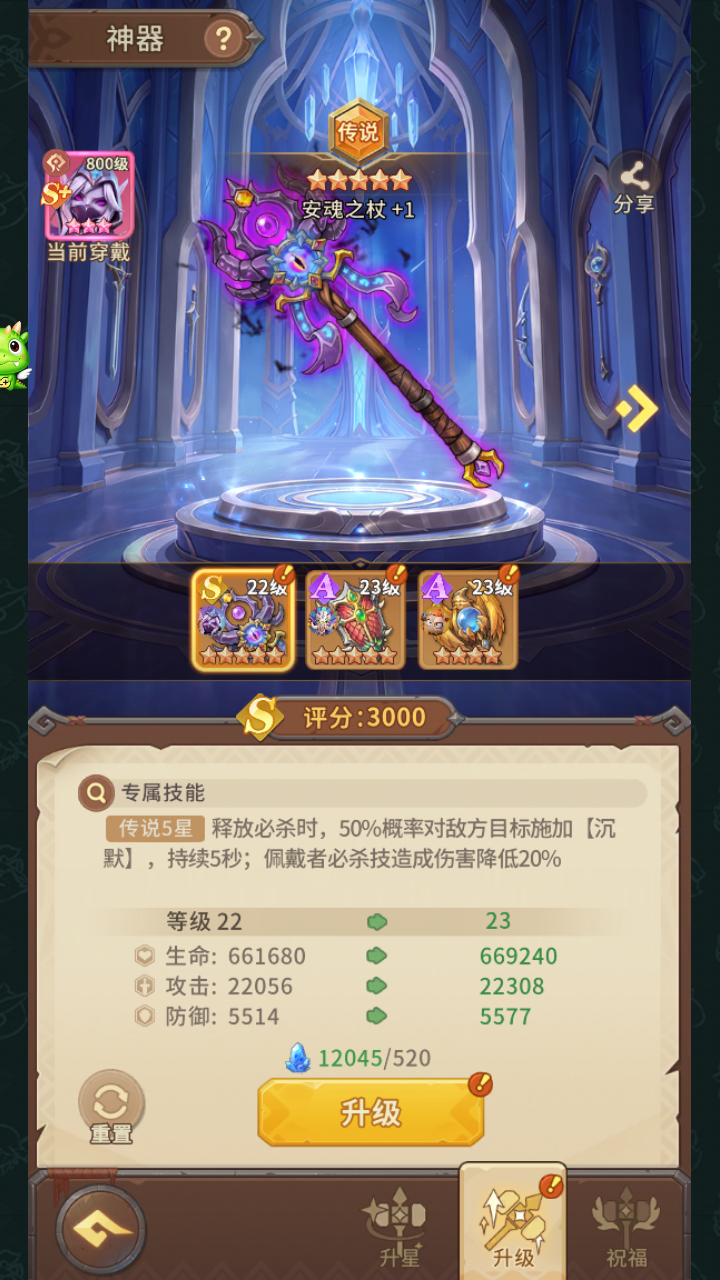 神器
?
传说
安魂之杖 +1
800级
S+
当前穿戴
分享
S 22级
A 23级
A 23级
S 评分:3000
专属技能
传说5星 释放必杀时，50%概率对敌方目标施加【沉
默】，持续5秒；佩戴者必杀技造成伤害降低20%
等级 22 23
生命: 661680 669240
攻击: 22056 22308
防御: 5514 5577
12045/520
升级
重置
升星
升级
祝福